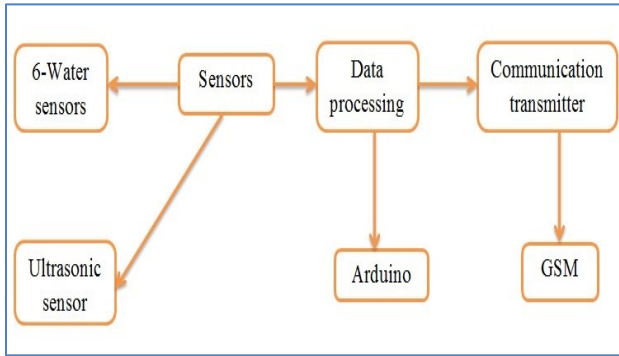 6-Water
sensors
Sensors
Data
processing
Communication
transmitter
Ultrasonic
sensor
Arduino
GSM